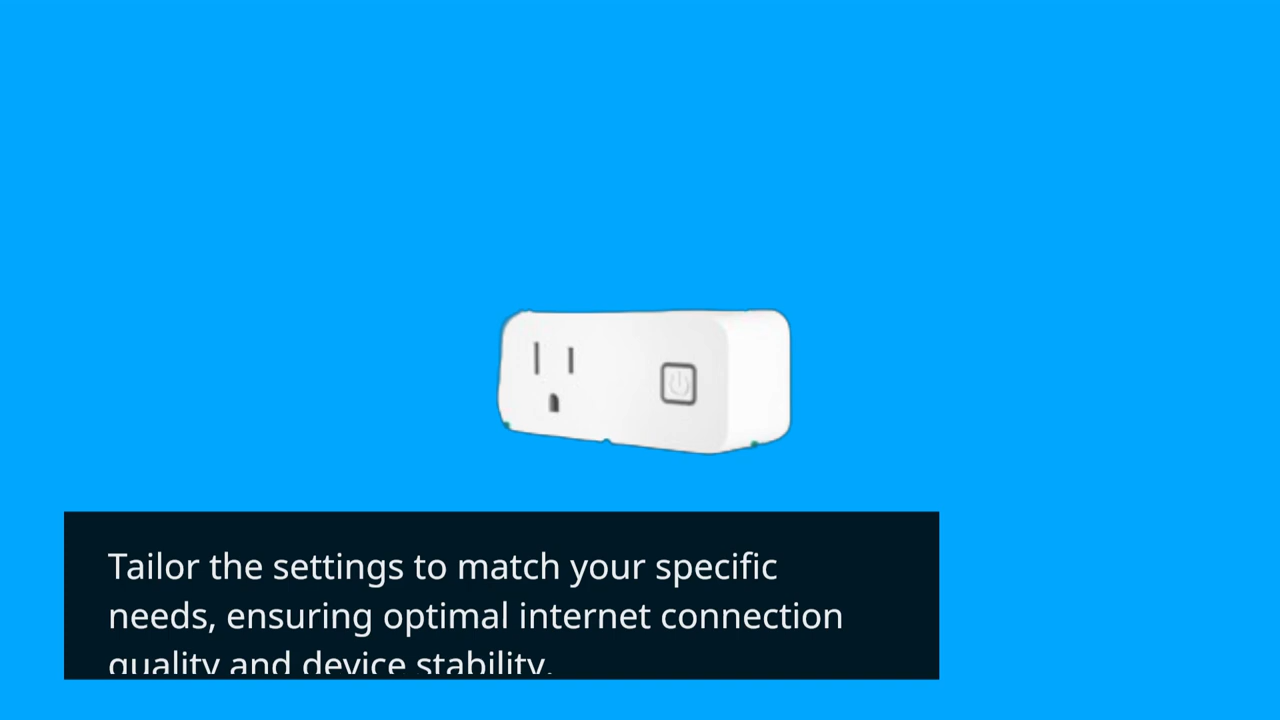 Tailor the settings to match your specific
needs, ensuring optimal internet connection
quality and device stability.